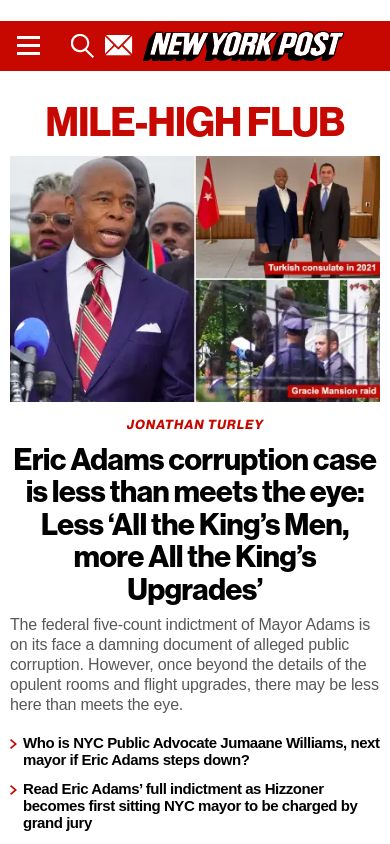 NEW YORK POST
MILE-HIGH FLUB
Turkish consulate in 2021
Gracie Mansion raid
JONATHAN TURLEY
Eric Adams corruption case
is less than meets the eye:
Less ‘All the King’s Men,
more All the King’s
Upgrades’
The federal five-count indictment of Mayor Adams is
on its face a damning document of alleged public
corruption. However, once beyond the details of the
opulent rooms and flight upgrades, there may be less
here than meets the eye.
Who is NYC Public Advocate Jumaane Williams, next
mayor if Eric Adams steps down?
Read Eric Adams’ full indictment as Hizzoner
becomes first sitting NYC mayor to be charged by
grand jury